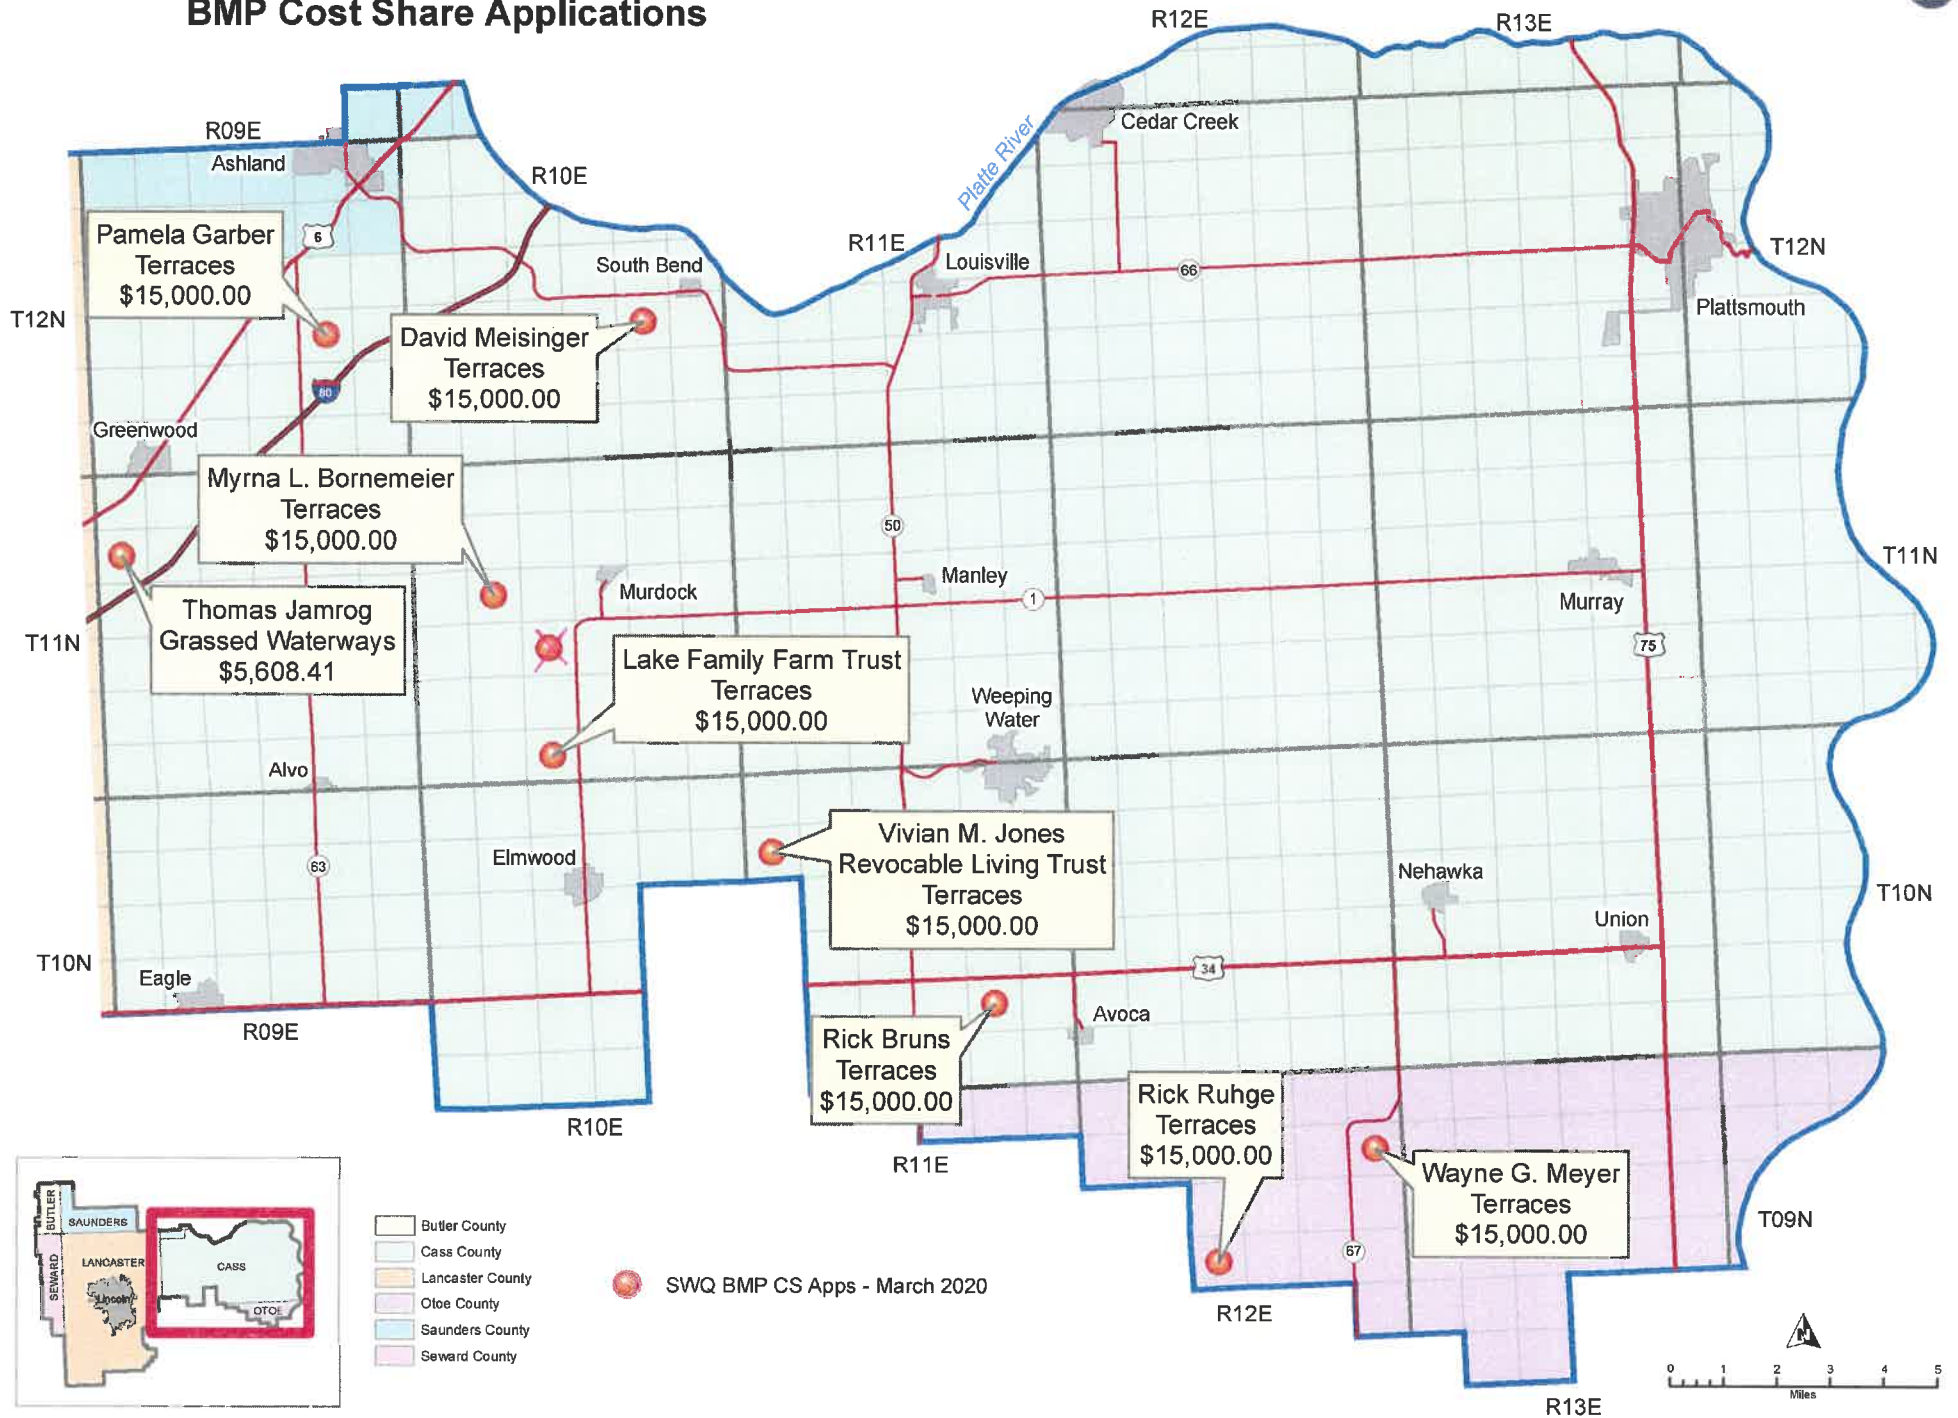 BMP Cost Share Applications
R12E
R13E
R09E
Ashland
Platte River
Cedar Creek
R10E
Pamela Garber
Terraces
$15,000.00
6
R11E
South Bend
Louisville
66
T12N
T12N
David Meisinger
Terraces
$15,000.00
Plattsmouth
80
Greenwood
Myrna L. Bornemeier
Terraces
$15,000.00
50
T11N
Thomas Jamrog
Grassed Waterways
$5,608.41
Murdock
Manley
1
Murray
T11N
75
Lake Family Farm Trust
Terraces
$15,000.00
Weeping
Water
Alvo
63
Elmwood
Vivian M. Jones
Revocable Living Trust
Terraces
$15,000.00
Nehawka
Union
T10N
T10N
Eagle
34
R09E
Rick Bruns
Terraces
$15,000.00
Avoca
R10E
R11E
Rick Ruhge
Terraces
$15,000.00
Wayne G. Meyer
Terraces
$15,000.00
T09N
67
R12E
R13E
BUTLER
SAUNDERS
SEWARD
LANCASTER
Lincoln
CASS
OTOE
Butler County
Cass County
Lancaster County
Otoe County
Saunders County
Seward County
SWQ BMP CS Apps - March 2020
N
0 1 2 3 4 5
Miles